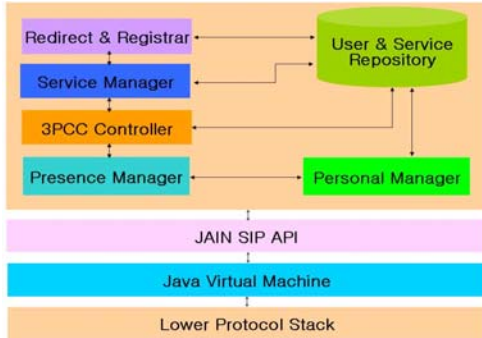 Redirect & Registrar
User & Service
Repository
Service Manager
3PCC Controller
Presence Manager
Personal Manager
JAIN SIP API
Java Virtual Machine
Lower Protocol Stack